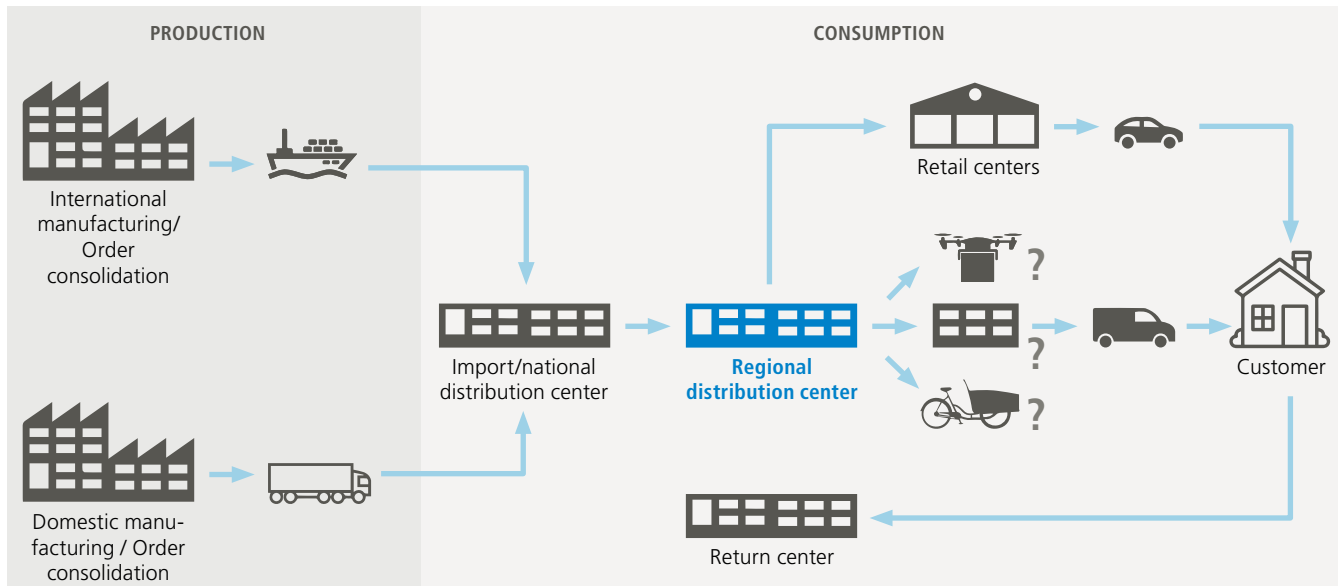 PRODUCTION
CONSUMPTION
International
manufacturing/
Order
consolidation
Retail centers
?
?
?
Import/national
distribution center
Regional
distribution center
Customer
Domestic manu-
facturing / Order
consolidation
Return center